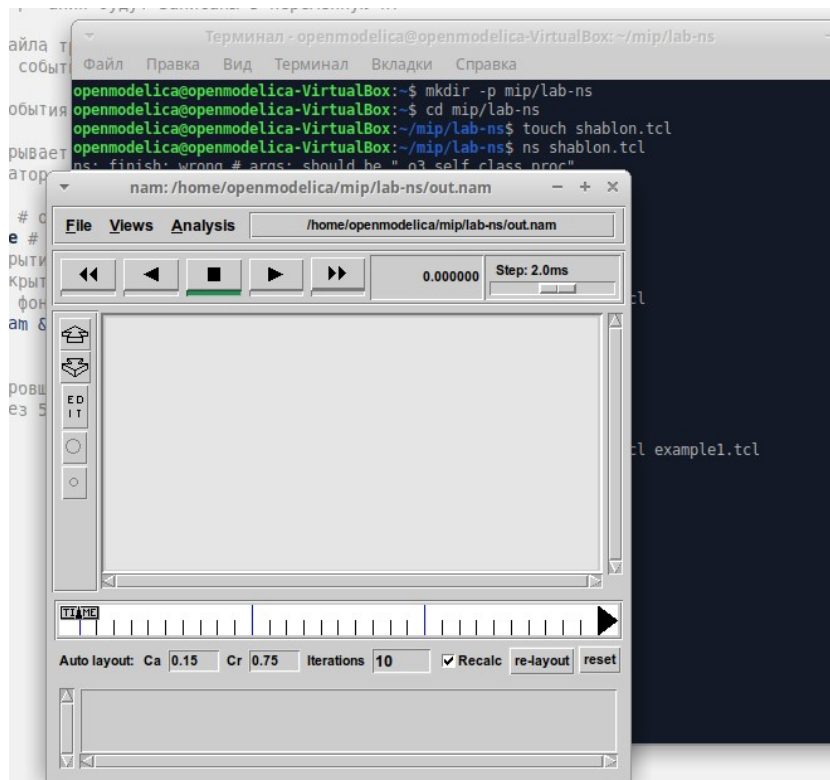 Терминал - openmodelica@openmodelica-VirtualBox: ~/mip/lab-ns
Файл Правка Вид Терминал Вкладки Справка
openmodelica@openmodelica-VirtualBox:~$ mkdir -p mip/lab-ns
openmodelica@openmodelica-VirtualBox:~$ cd mip/lab-ns
openmodelica@openmodelica-VirtualBox:~/mip/lab-ns$ touch shablon.tcl
openmodelica@openmodelica-VirtualBox:~/mip/lab-ns$ ns shablon.tcl
ns: finish: wrong # args: should be "_o3 self class proc"
cl
cl example1.tcl
айла
событ
обытия
рывает
атор
#
е #
рыти
крыт
фон
am &
ровщ
ез 5
nam: /home/openmodelica/mip/lab-ns/out.nam
File Views Analysis /home/openmodelica/mip/lab-ns/out.nam
0.000000 Step: 2.0ms
ED
IT
TIME
Auto layout: Ca 0.15 Cr 0.75 Iterations 10 Recalc re-layout reset